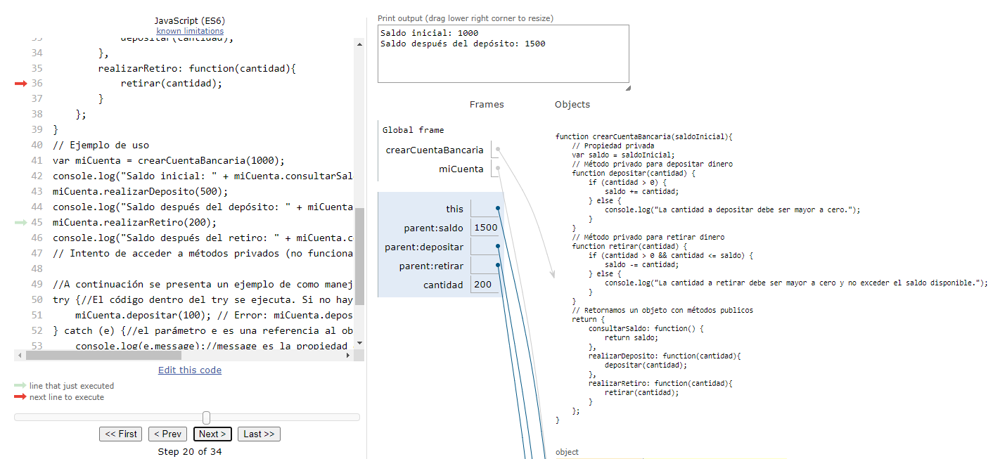 JavaScript (ES6)
known limitations
33 depositar(cantidad);
34 },
35 realizarRetiro: function(cantidad){
36 retirar(cantidad);
37 }
38 };
39 }
40 // Ejemplo de uso
41 var miCuenta = crearCuentaBancaria(1000);
42 console.log("Saldo inicial: " + miCuenta.consultarSal
43 miCuenta.realizarDeposito(500);
44 console.log("Saldo después del depósito: " + miCuenta
45 miCuenta.realizarRetiro(200);
46 console.log("Saldo después del retiro: " + miCuenta.c
47 // Intento de acceder a métodos privados (no funciona
48
49 //A continuación se presenta un ejemplo de como manej
50 try {//El código dentro del try se ejecuta. Si no hay
51 miCuenta.depositar(100); // Error: miCuenta.depos
52 } catch (e) {//el parámetro e es una referencia al ob
53 console.log(e.message);//message es la propiedad
Edit this code
line that just executed
next line to execute
<< First
< Prev
Next >
Last >>
Step 20 of 34
Print output (drag lower right corner to resize)
Saldo inicial: 1000
Saldo después del depósito: 1500
Frames
Objects
Global frame
crearCuentaBancaria
miCuenta
this
parent:saldo 1500
parent:depositar
parent:retirar
cantidad 200
function crearCuentaBancaria(saldoInicial){
// Propiedad privada
var saldo = saldoInicial;
// Método privado para depositar dinero
function depositar(cantidad) {
if (cantidad > 0) {
saldo += cantidad;
} else {
console.log("La cantidad a depositar debe ser mayor a cero.");
}
}
// Método privado para retirar dinero
function retirar(cantidad) {
if (cantidad > 0 && cantidad <= saldo) {
saldo -= cantidad;
} else {
console.log("La cantidad a retirar debe ser mayor a cero y no exceder el saldo disponible.");
}
}
// Retornamos un objeto con métodos publicos
return {
consultarSaldo: function() {
return saldo;
},
realizarDeposito: function(cantidad){
depositar(cantidad);
},
realizarRetiro: function(cantidad){
retirar(cantidad);
}
};
}
object